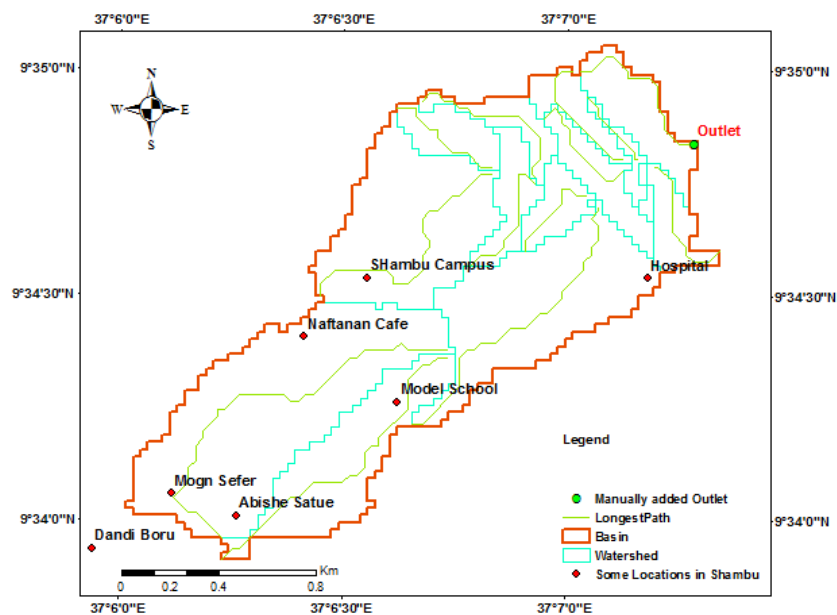 37°6'0"E 37°6'30"E 37°7'0"E
9°35'0"N 9°35'0"N
N
W E
S
Outlet
SHambu Campus
Hospital
9°34'30"N 9°34'30"N
Naftanan Cafe
Model School
Legend
Mogn Sefer
Manually added Outlet
Abishe Satue
LongestPath
9°34'0"N 9°34'0"N
Basin
Dandi Boru
Watershed
Km
Some Locations in Shambu
0 0.2 0.4 0.8
37°6'0"E 37°6'30"E 37°7'0"E